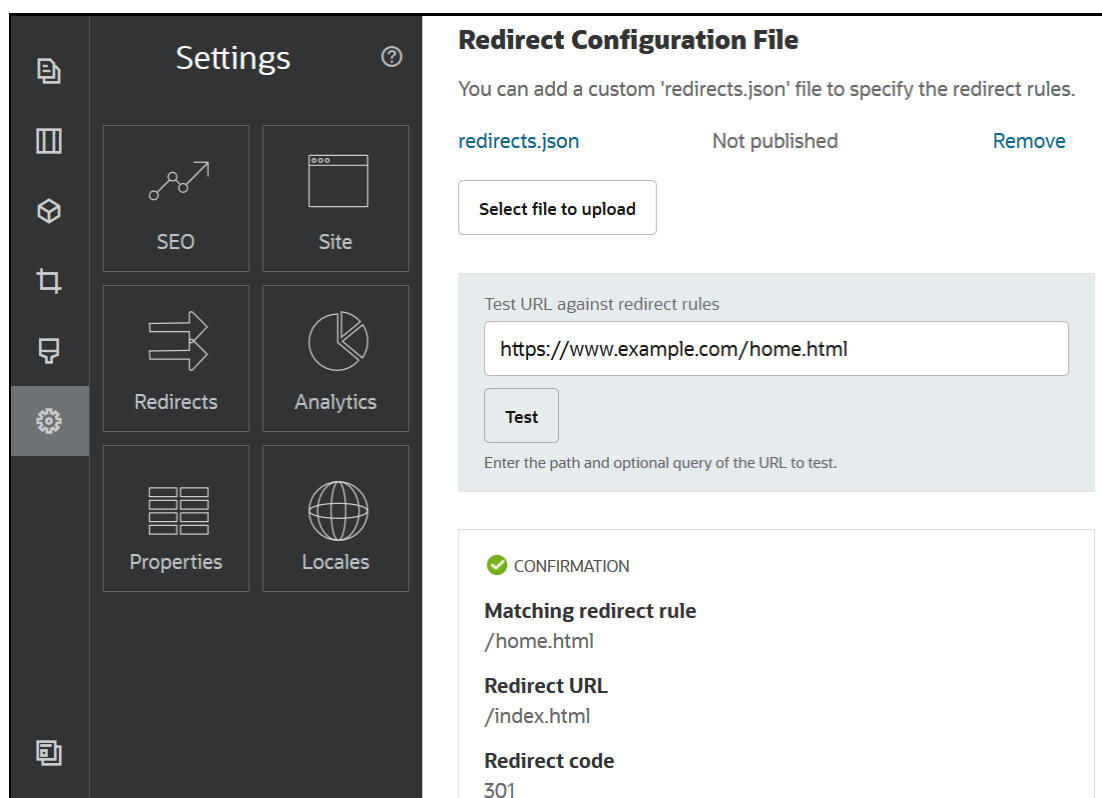 Settings
SEO
Site
Redirects
Analytics
Properties
Locales
Redirect Configuration File
You can add a custom 'redirects.json' file to specify the redirect rules.
redirects.json Not published Remove
Select file to upload
Test URL against redirect rules
https://www.example.com/home.html
Test
Enter the path and optional query of the URL to test.
CONFIRMATION
Matching redirect rule
/home.html
Redirect URL
/index.html
Redirect code
301